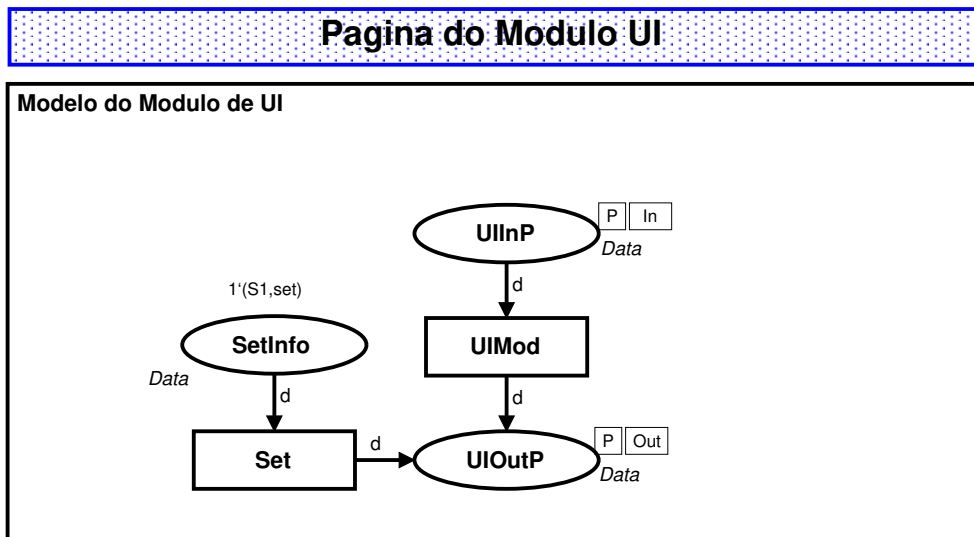 Pagina do Modulo UI
Modelo do Modulo de UI
UIInP
P In
Data
d
1‘(S1,set)
SetInfo
UIMod
Data
d
d
Set
d
UIOutP
P Out
Data